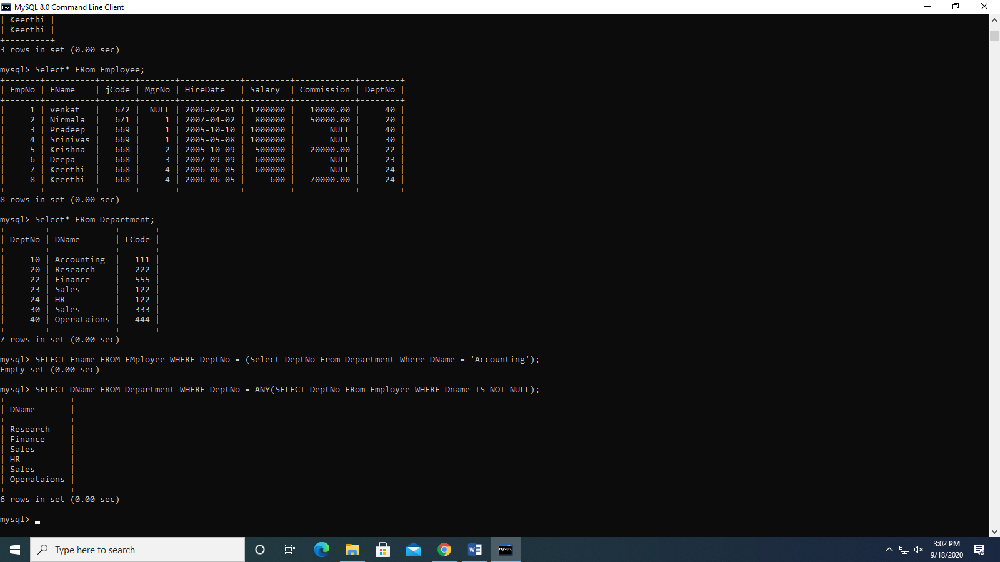 MySQL 8.0 Command Line Client
| Keerthi |
| Keerthi |
+---------+
3 rows in set (0.00 sec)
mysql> Select* FRom Employee;
+-------+----------+-------+-------+------------+---------+------------+--------+
| EmpNo | EName    | jCode | MgrNo | HireDate   | Salary  | Commission | DeptNo |
+-------+----------+-------+-------+------------+---------+------------+--------+
|     1 | venkat   |   672 |  NULL | 2006-02-01 | 1200000 |   10000.00 |     40 |
|     2 | Nirmala  |   671 |     1 | 2007-04-02 |  800000 |   50000.00 |     20 |
|     3 | Pradeep  |   669 |     1 | 2005-10-10 | 1000000 |       NULL |     40 |
|     4 | Srinivas |   669 |     1 | 2005-05-08 | 1000000 |       NULL |     30 |
|     5 | Krishna  |   668 |     2 | 2005-10-09 |  500000 |   20000.00 |     22 |
|     6 | Deepa    |   668 |     3 | 2007-09-09 |  600000 |       NULL |     23 |
|     7 | Keerthi  |   668 |     4 | 2006-06-05 |  600000 |       NULL |     24 |
|     8 | Keerthi  |   668 |     4 | 2006-06-05 |     600 |   70000.00 |     24 |
+-------+----------+-------+-------+------------+---------+------------+--------+
8 rows in set (0.00 sec)
mysql> Select* FRom Department;
+--------+-------------+-------+
| DeptNo | DName       | LCode |
+--------+-------------+-------+
|     10 | Accounting  |   111 |
|     20 | Research    |   222 |
|     22 | Finance     |   555 |
|     23 | Sales       |   122 |
|     24 | HR          |   122 |
|     30 | Sales       |   333 |
|     40 | Operataions |   444 |
+--------+-------------+-------+
7 rows in set (0.00 sec)
mysql> SELECT Ename FROM EMployee WHERE DeptNo = (Select DeptNo From Department Where DName = 'Accounting');
Empty set (0.00 sec)
mysql> SELECT DName FROM Department WHERE DeptNo = ANY(SELECT DeptNo FRom Employee WHERE Dname IS NOT NULL);
+-------------+
| DName       |
+-------------+
| Research    |
| Finance     |
| Sales       |
| HR          |
| Sales       |
| Operataions |
+-------------+
6 rows in set (0.00 sec)
mysql> _
Type here to search
3:02 PM
9/18/2020